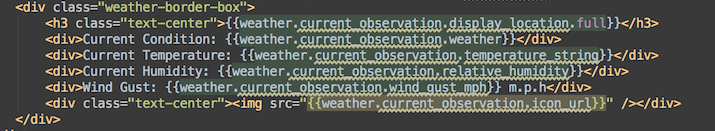 <div class="weather-border-box">
<h3 class="text-center">{{weather.current_observation.display_location.full}}</h3>
<div>Current Condition: {{weather.current_observation.weather}}</div>
<div>Current Temperature: {{weather.current_observation.temperature_string}}</div>
<div>Current Humidity: {{weather.current_observation.relative_humidity}}</div>
<div>Wind Gust: {{weather.current_observation.wind_gust_mph}} m.p.h</div>
<div class="text-center"><img src="{{weather.current_observation.icon_url}}" /></div>
</div>